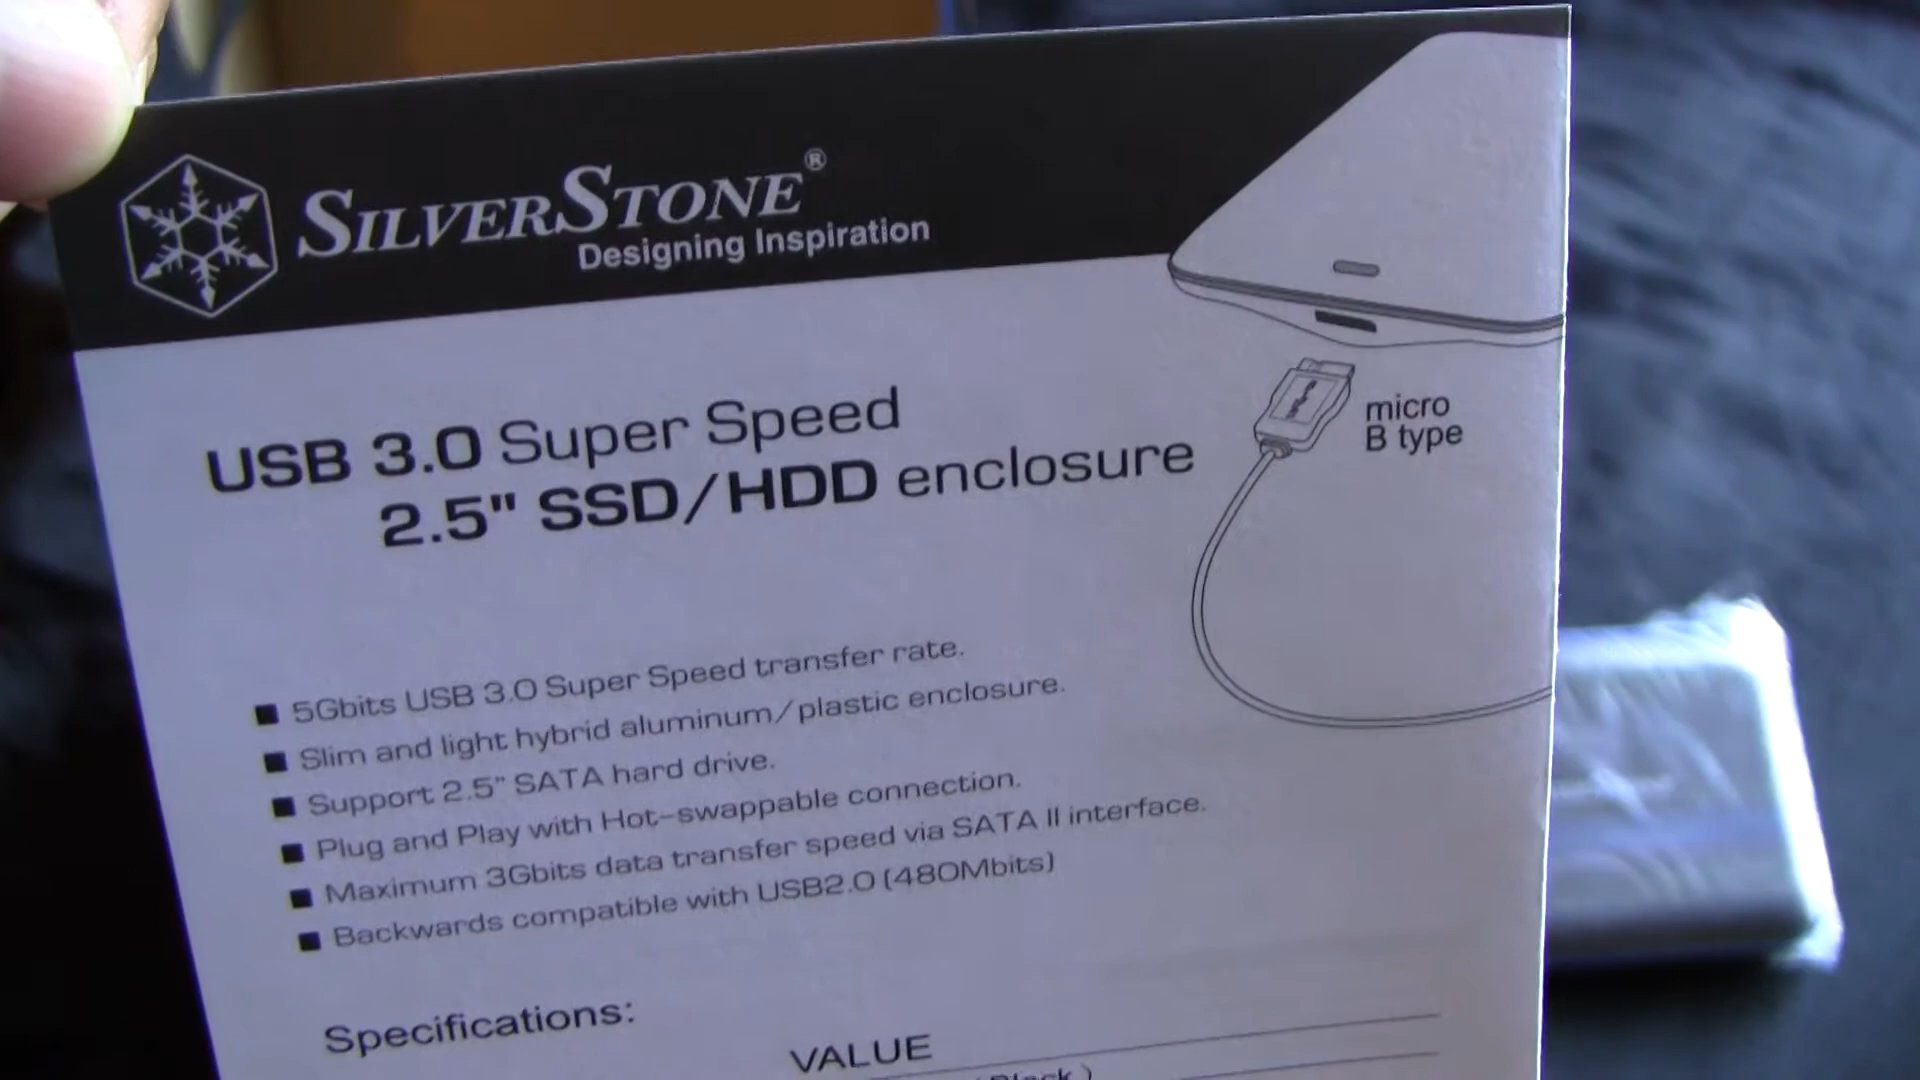 SILVERSTONE®
Designing Inspiration
USB 3.0 Super Speed
2.5" SSD/HDD enclosure
micro
B type
■ 5Gbits USB 3.0 Super Speed transfer rate.
■ Slim and light hybrid aluminum/plastic enclosure.
■ Support 2.5" SATA hard drive.
■ Plug and Play with Hot-swappable connection.
■ Maximum 3Gbits data transfer speed via SATA II interface.
■ Backwards compatible with USB2.0 (480Mbits)
Specifications:
VALUE